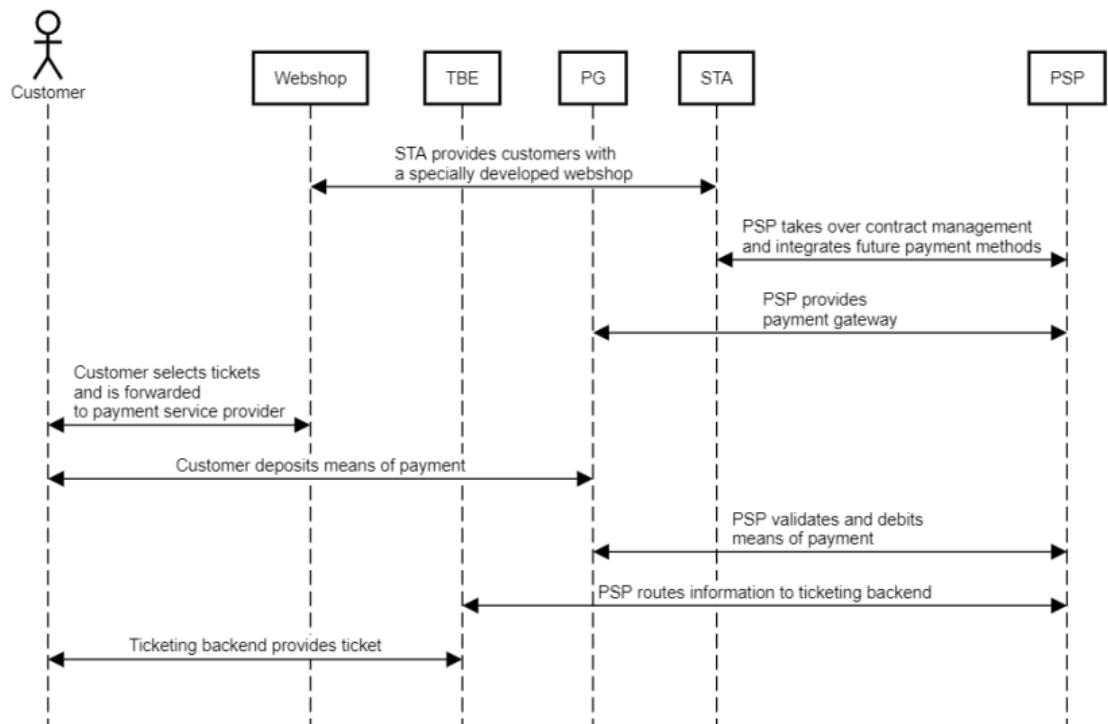 Customer
Webshop
TBE
PG
STA
PSP
STA provides customers with
a specially developed webshop
PSP takes over contract management
and integrates future payment methods
PSP provides
payment gateway
Customer selects tickets
and is forwarded
to payment service provider
Customer deposits means of payment
PSP validates and debits
means of payment
PSP routes information to ticketing backend
Ticketing backend provides ticket